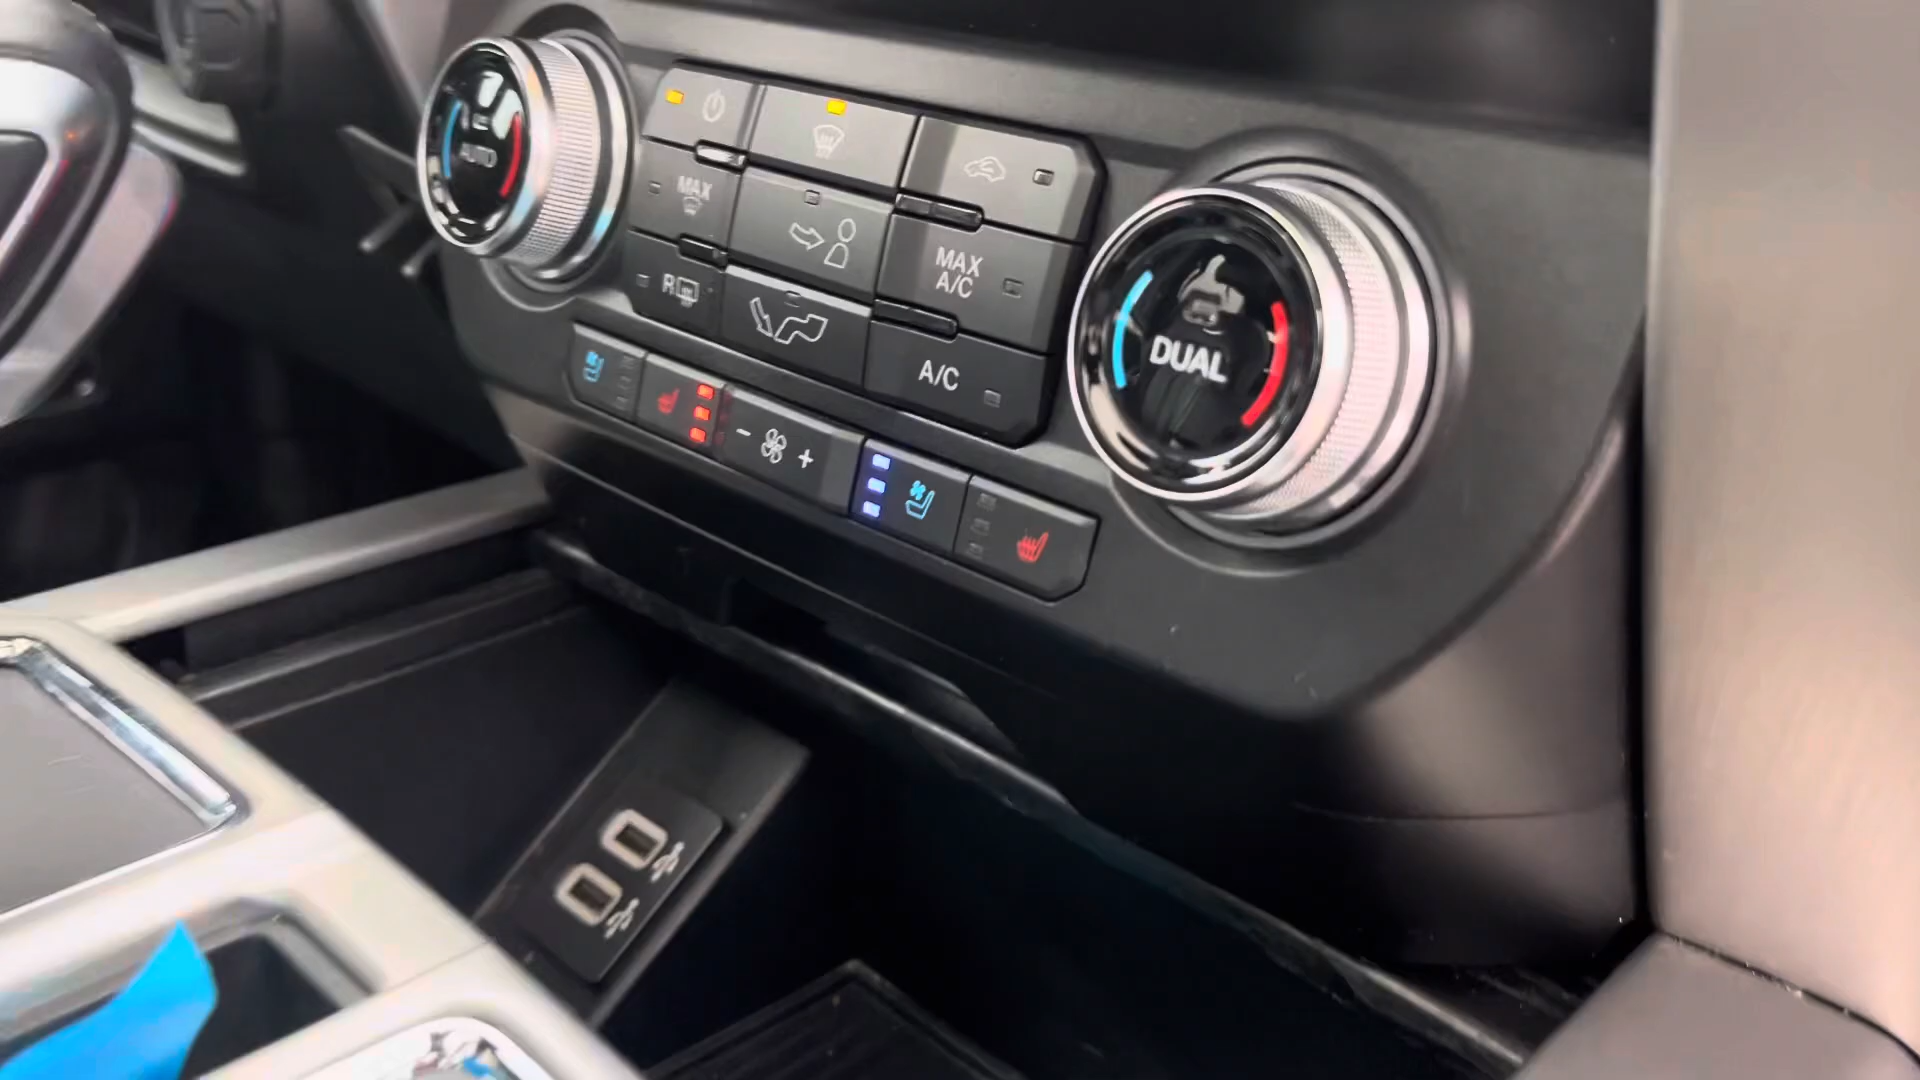 AUTO
MAX
R
MAX
A/C
A/C
DUAL
- +